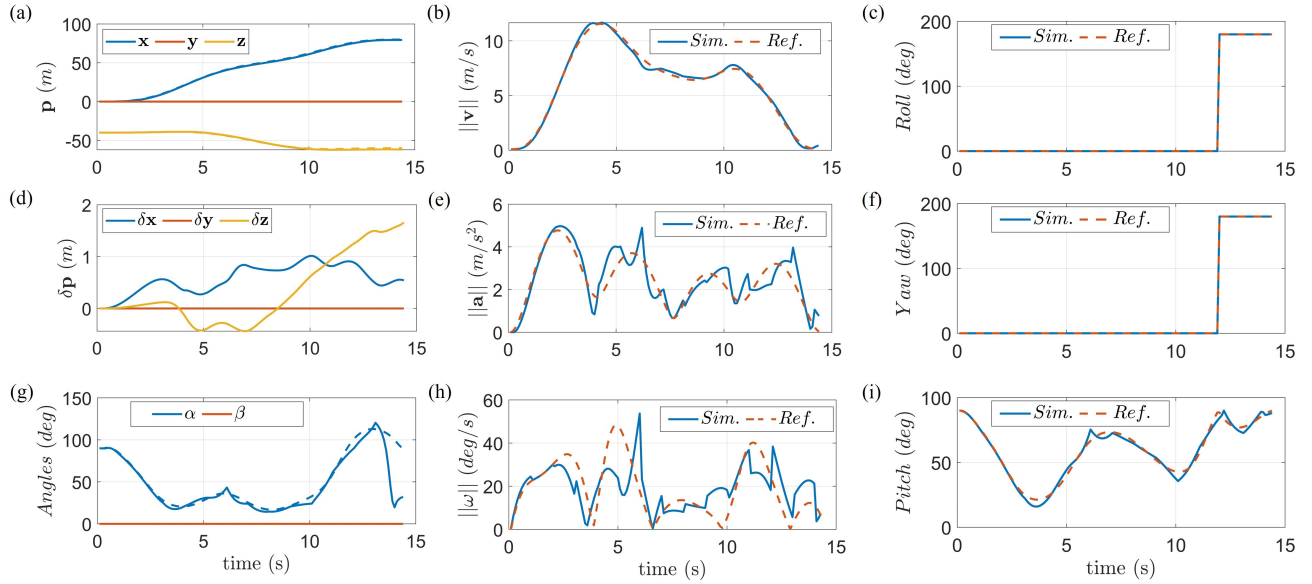 (a)
100
50
0
-50
p (m)
x y z
0 5 10 15
(b)
10
5
0
||v|| (m/s)
Sim. Ref.
0 5 10 15
(c)
200
100
0
Roll (deg)
Sim. Ref.
0 5 10 15
(d)
2
1
0
δp (m)
δx δy δz
0 5 10 15
(e)
6
4
2
0
||a|| (m/s²)
Sim. Ref.
0 5 10 15
(f)
200
100
0
Yaw (deg)
Sim. Ref.
0 5 10 15
(g)
150
100
50
0
Angles (deg)
α β
0 5 10 15
time (s)
(h)
60
40
20
0
||ω|| (deg/s)
Sim. Ref.
0 5 10 15
time (s)
(i)
100
50
0
Pitch (deg)
Sim. Ref.
0 5 10 15
time (s)